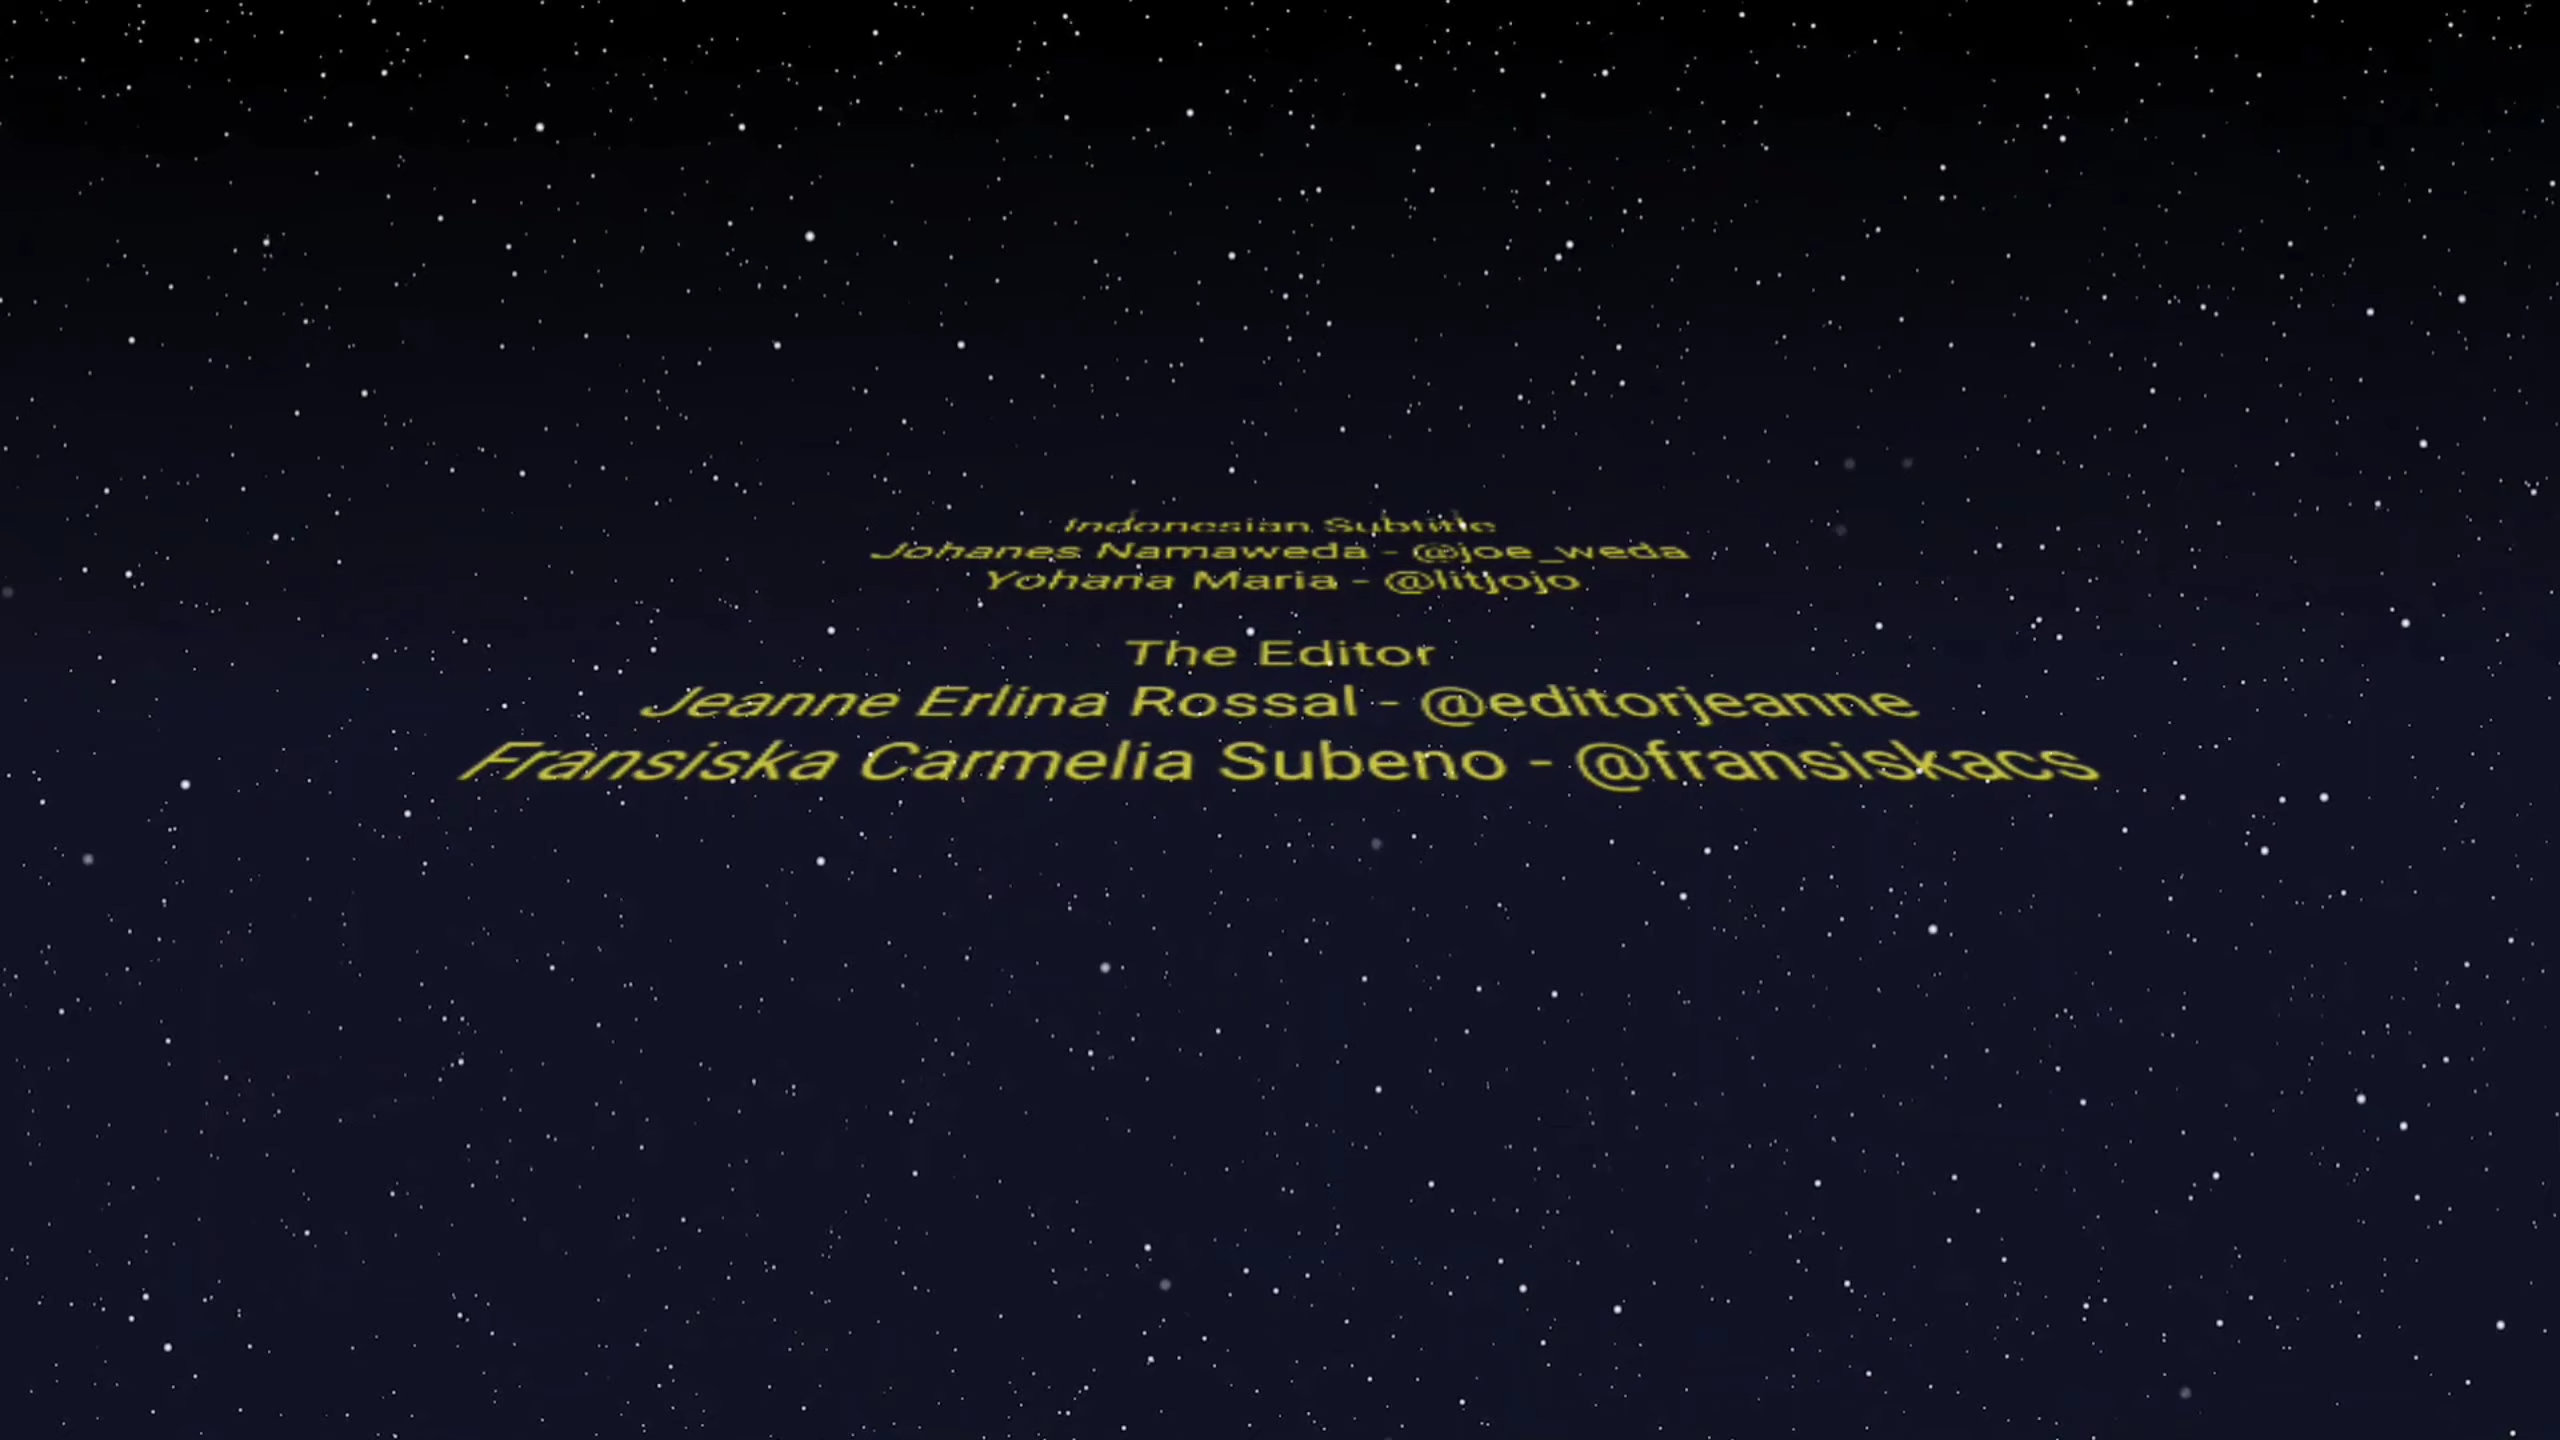 Indonesian Subtitle
Johanes Namaweda - @joe_weda
Yohana Maria - @litjojo
The Editor
Jeanne Erlina Rossal - @editorjeanne
Fransiska Carmelia Subeno - @fransiskacs